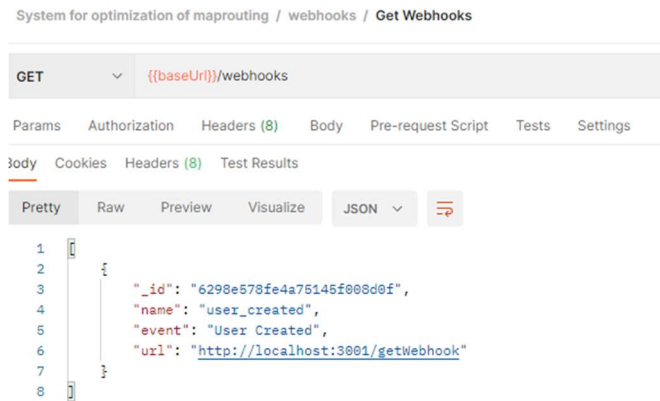 System for optimization of maprouting / webhooks / Get Webhooks
GET {{baseUrl}}/webhooks
Params Authorization Headers (8) Body Pre-request Script Tests Settings
Body Cookies Headers (8) Test Results
Pretty Raw Preview Visualize JSON
1 [
2 {
3 "_id": "6298e578fe4a75145f008d0f",
4 "name": "user_created",
5 "event": "User Created",
6 "url": "http://localhost:3001/getWebhook"
7 }
8 ]